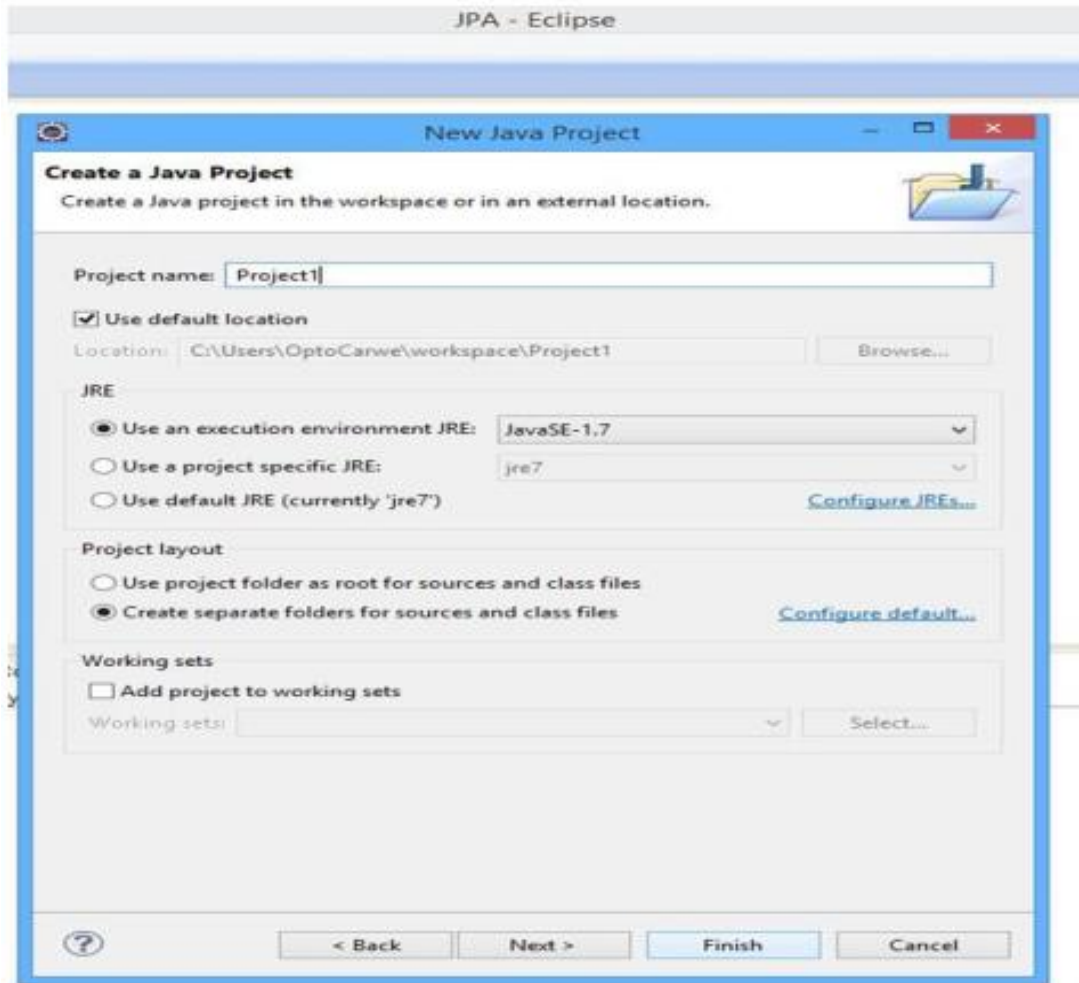 JPA - Eclipse
New Java Project
Create a Java Project
Create a Java project in the workspace or in an external location.
Project name: Project1
Use default location
Location: C:\Users\OptoCarwe\workspace\Project1 Browse...
JRE
Use an execution environment JRE: JavaSE-1.7
Use a project specific JRE: jre7
Use default JRE (currently 'jre7') Configure JREs...
Project layout
Use project folder as root for sources and class files
Create separate folders for sources and class files Configure default...
Working sets
Add project to working sets
Working sets: Select...
? < Back Next > Finish Cancel